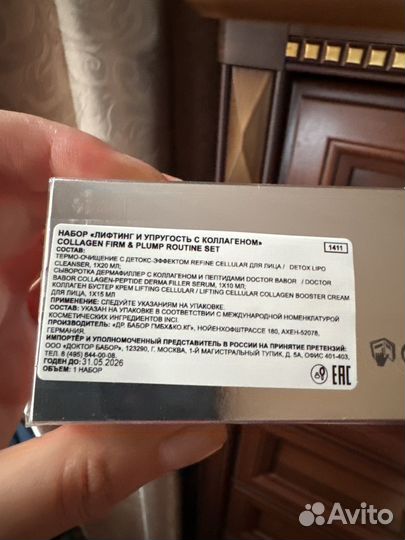 НАБОР «ЛИФТИНГ И УПРУГОСТЬ С КОЛЛАГЕНОМ»
COLLAGEN FIRM & PLUMP ROUTINE SET
1411
СОСТАВ:
ТЕРМО-ОЧИЩЕНИЕ С ДЕТОКС-ЭФФЕКТОМ REFINE CELLULAR ДЛЯ ЛИЦА / DETOX LIPO
CLEANSER, 1X20 МЛ;
СЫВОРОТКА ДЕРМАФИЛЛЕР С КОЛЛАГЕНОМ И ПЕПТИДАМИ DOCTOR BABOR / DOCTOR
BABOR COLLAGEN-PEPTIDE DERMA FILLER SERUM, 1X10 МЛ;
КОЛЛАГЕН БУСТЕР КРЕМ LIFTING CELLULAR / LIFTING CELLULAR COLLAGEN BOOSTER CREAM
ДЛЯ ЛИЦА, 1X15 МЛ
ПРИМЕНЕНИЕ: СЛЕДУЙТЕ УКАЗАНИЯМ НА УПАКОВКЕ.
СОСТАВ: УКАЗАН НА УПАКОВКЕ В СООТВЕТСТВИИ С МЕЖДУНАРОДНОЙ НОМЕНКЛАТУРОЙ
КОСМЕТИЧЕСКИХ ИНГРЕДИЕНТОВ INCI.
ПРОИЗВОДИТЕЛЬ: «ДР. БАБОР ГМБХ&КО.КГ», НОЙЕНХОФШТРАССЕ 180, АХЕН-52078,
ГЕРМАНИЯ.
ИМПОРТЁР И УПОЛНОМОЧЕННЫЙ ПРЕДСТАВИТЕЛЬ В РОССИИ НА ПРИНЯТИЕ ПРЕТЕНЗИЙ:
ООО «ДОКТОР БАБОР», 123290, Г. МОСКВА, 1-Й МАГИСТРАЛЬНЫЙ ТУПИК, Д. 5А, ОФИС 401-403.
ТЕЛ. 8 (495) 644-00-08.
ГОДЕН ДО: 31.05.2026
ОБЪЕМ: 1 НАБОР
EAC
Avito